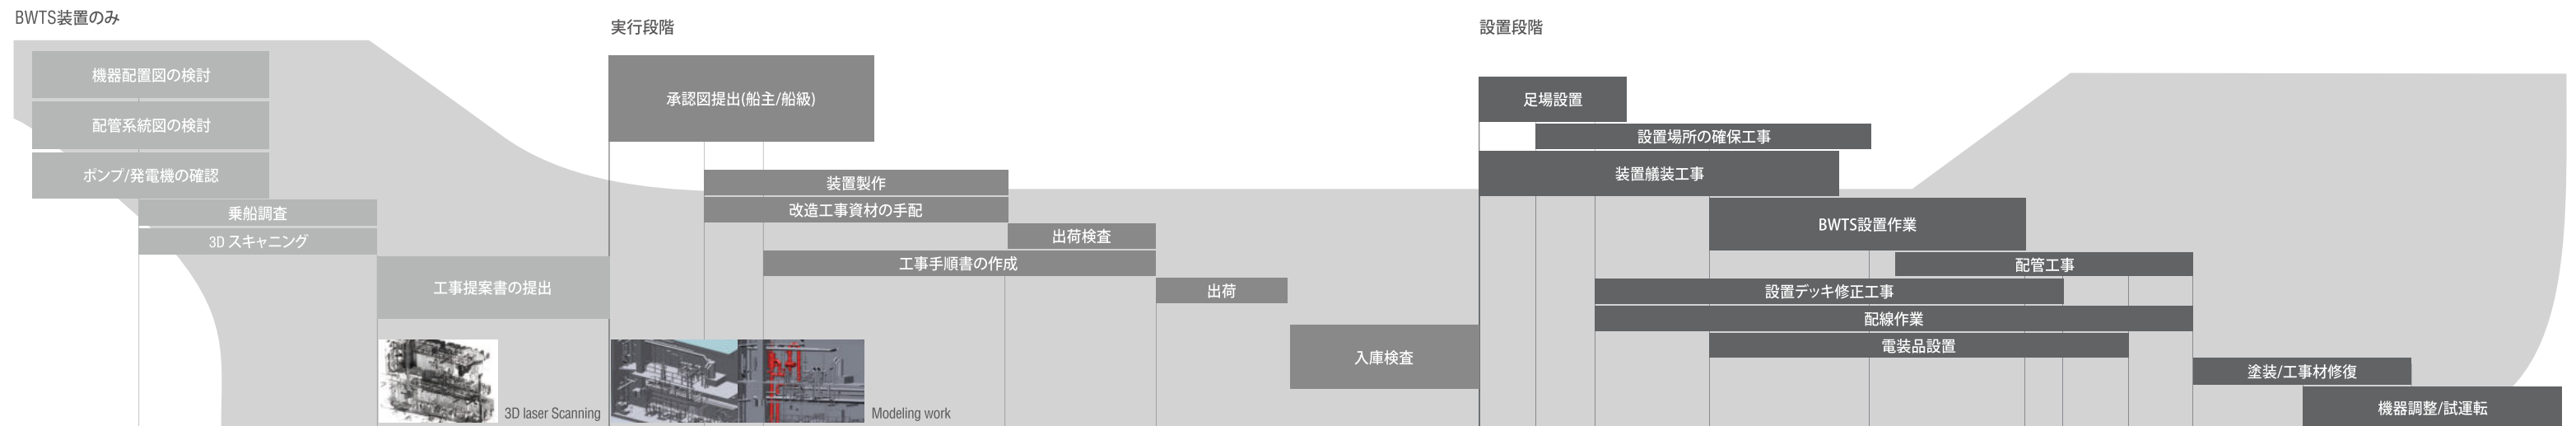 BWTS装置のみ
機器配置図の検討
配管系統図の検討
ポンプ/発電機の確認
乗船調査
3D スキャニング
工事提案書の提出
3D laser Scanning
実行段階
承認図提出(船主/船級)
装置製作
改造工事資材の手配
出荷検査
工事手順書の作成
出荷
入庫検査
Modeling work
設置段階
足場設置
設置場所の確保工事
装置艤装工事
BWTS設置作業
配管工事
設置デッキ修正工事
配線作業
電装品設置
塗装/工事材修復
機器調整/試運転